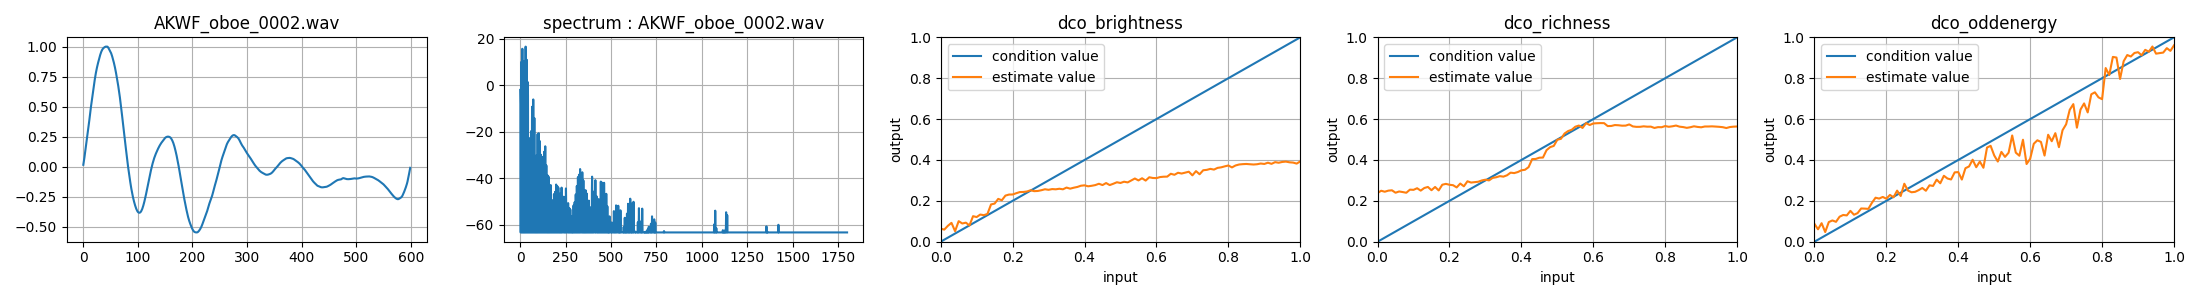 AKWF_oboe_0002.wav
1.00
0.75
0.50
0.25
0.00
−0.25
−0.50
0 100 200 300 400 500 600
spectrum : AKWF_oboe_0002.wav
20
0
−20
−40
−60
0 250 500 750 1000 1250 1500 1750
dco_brightness
condition value
estimate value
output
1.0
0.8
0.6
0.4
0.2
0.0
0.0 0.2 0.4 0.6 0.8 1.0
input
dco_richness
condition value
estimate value
output
1.0
0.8
0.6
0.4
0.2
0.0
0.0 0.2 0.4 0.6 0.8 1.0
input
dco_oddenergy
condition value
estimate value
output
1.0
0.8
0.6
0.4
0.2
0.0
0.0 0.2 0.4 0.6 0.8 1.0
input